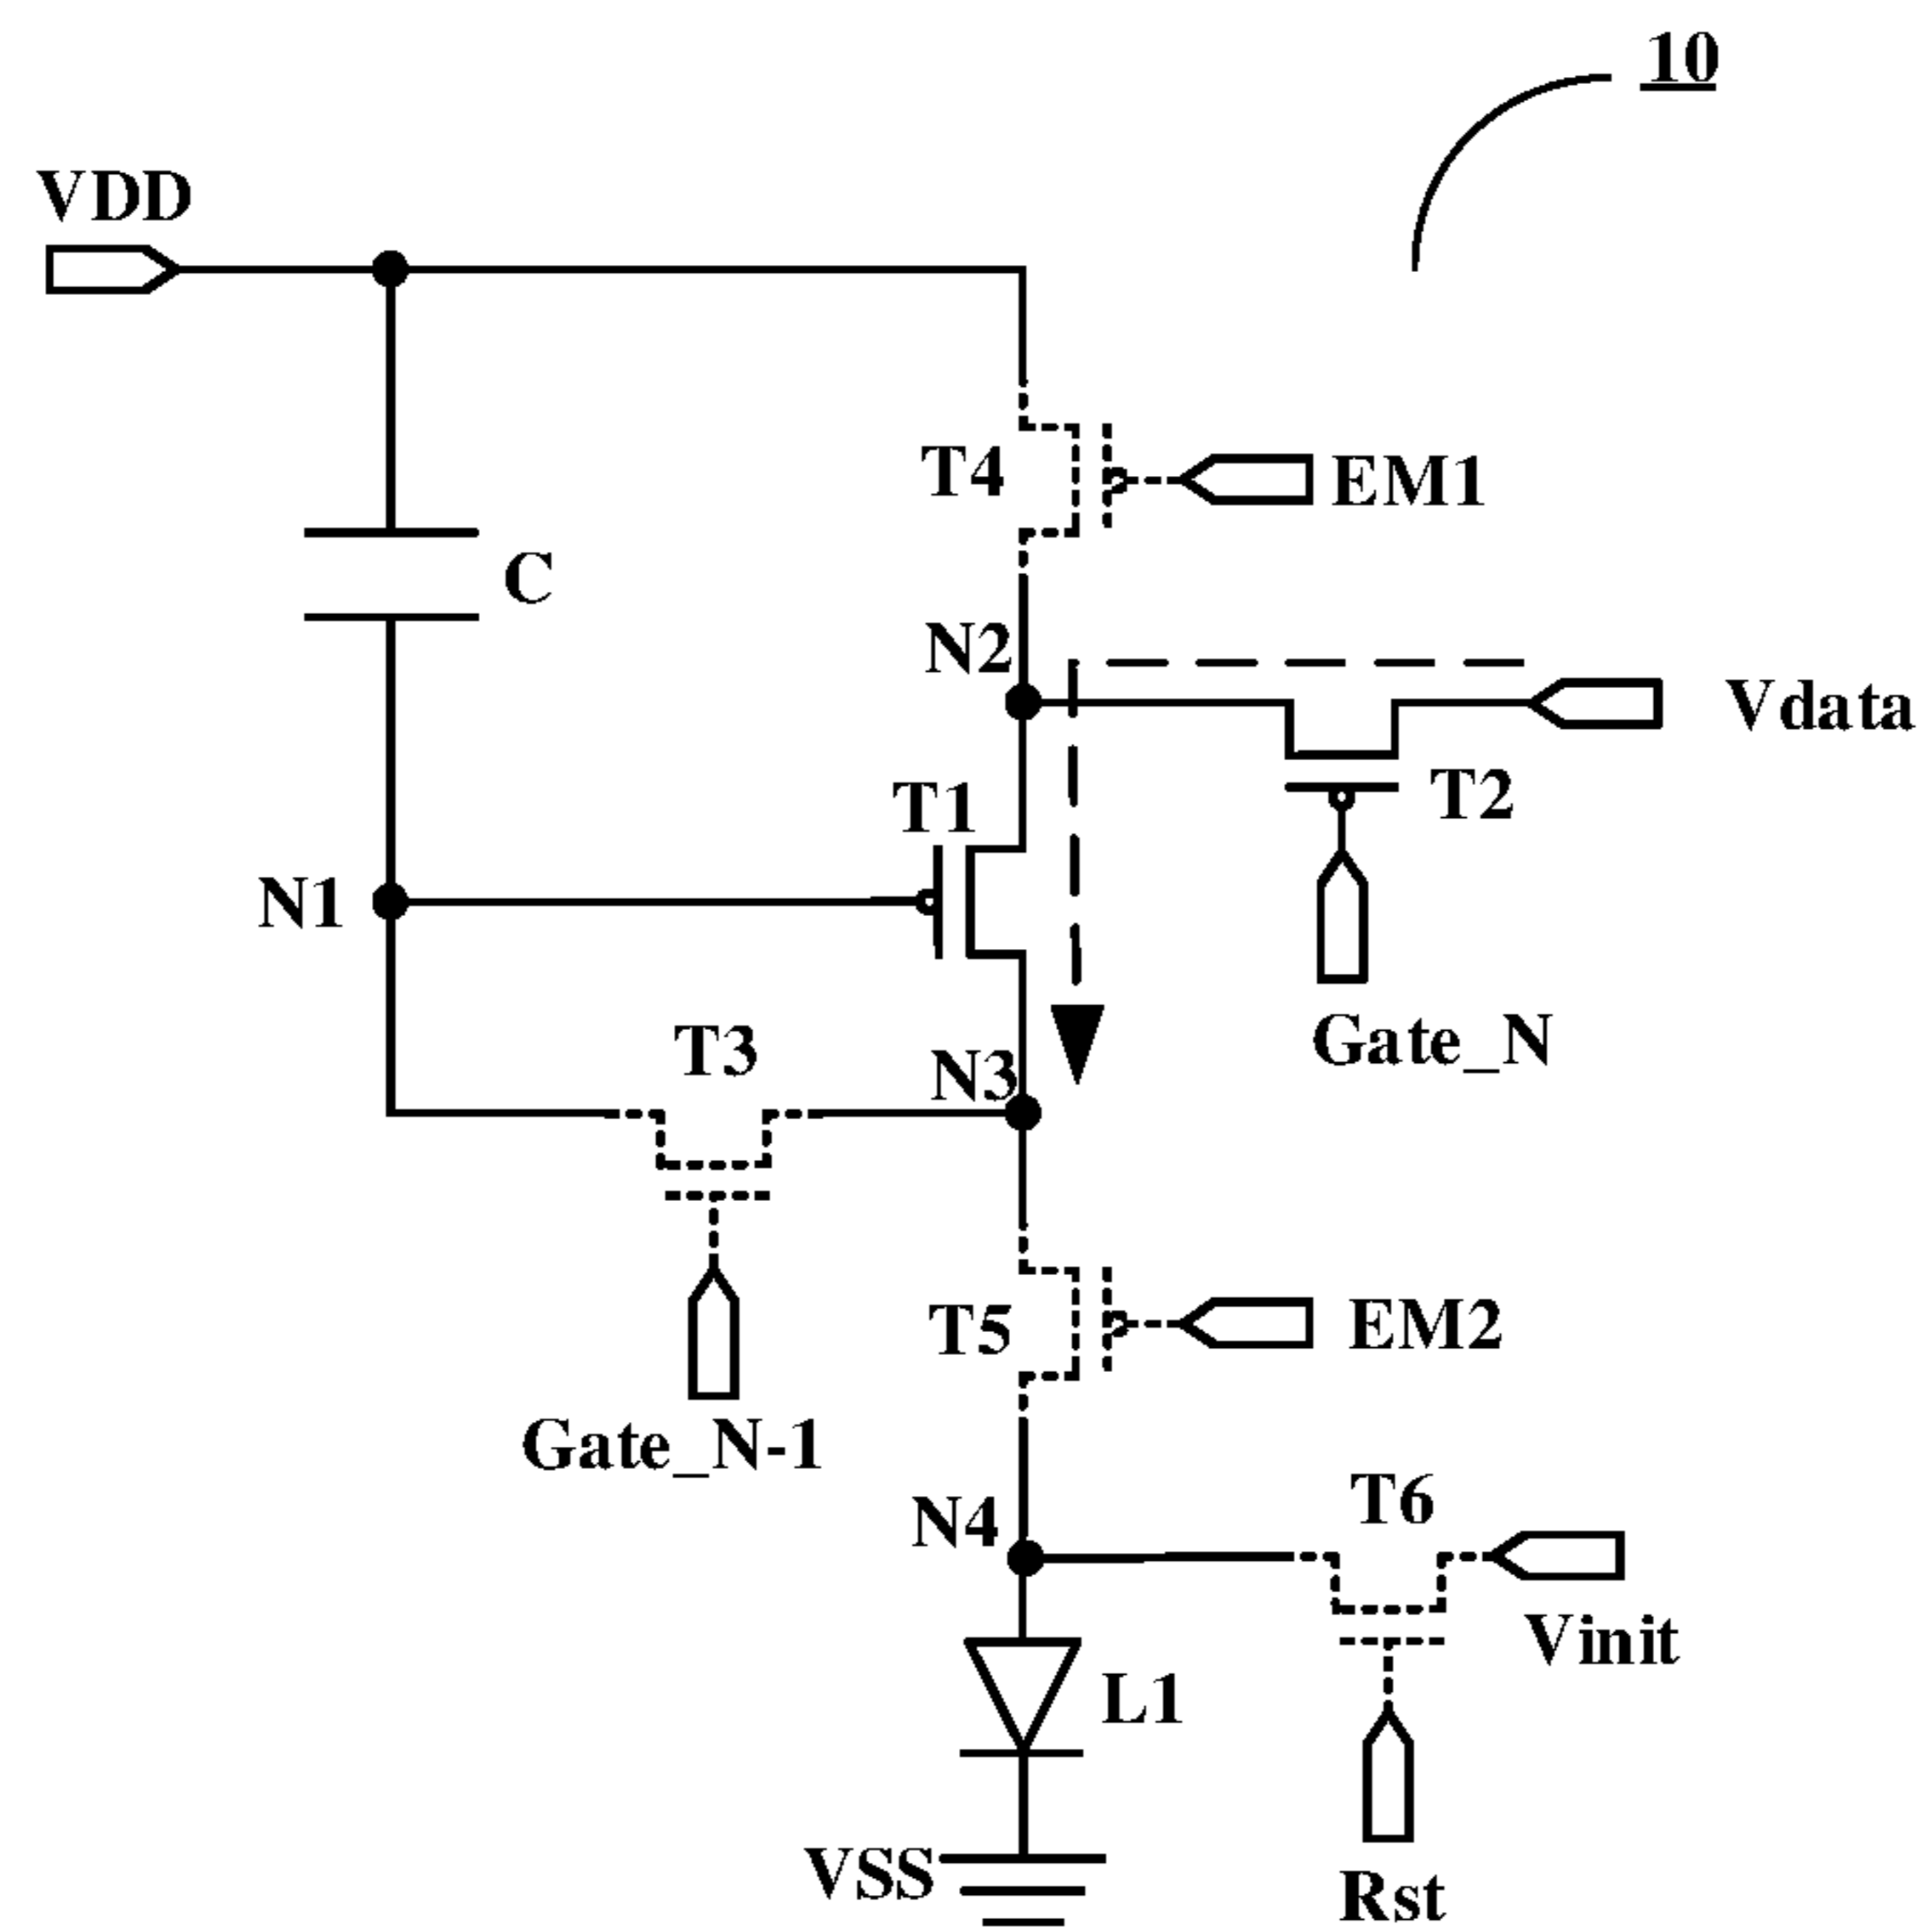 10
VDD
T4
EM1
C
N2
Vdata
T1
T2
N1
Gate_N
T3
N3
T5
EM2
Gate_N-1
T6
N4
Vinit
L1
VSS
Rst